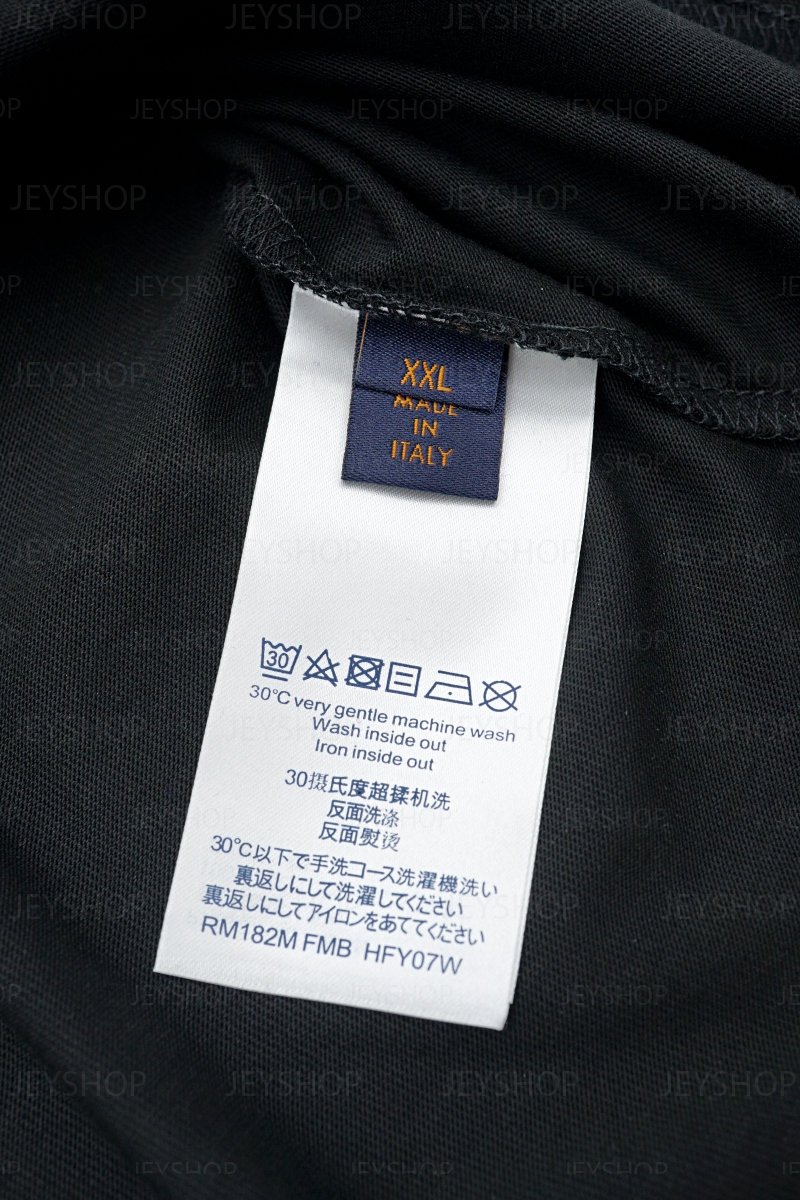 XXL
MADE
IN
ITALY
30
30°C very gentle machine wash
Wash inside out
Iron inside out
30摄氏度超揉机洗
反面洗涤
反面熨烫
30°C以下で手洗コース洗濯機洗い
裏返しにして洗濯してください
裏返しにしてアイロンをあててください
RM182M FMB HFY07W
JEYSHOP